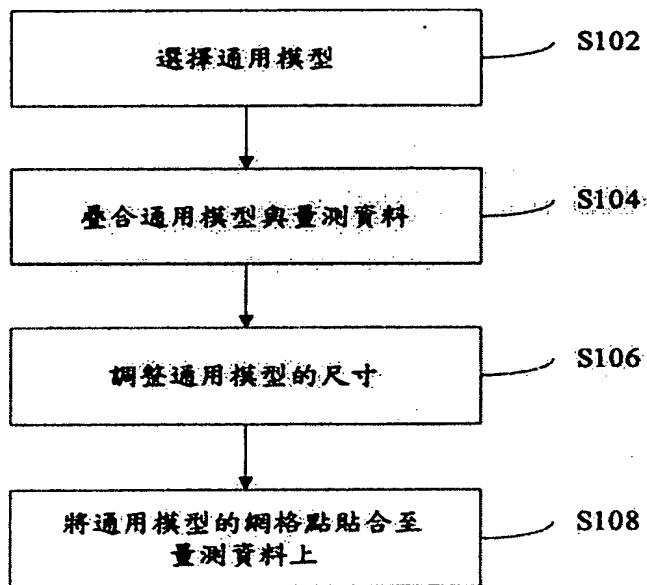 選擇通用模型
S102
疊合通用模型與量測資料
S104
調整通用模型的尺寸
S106
將通用模型的網格點貼合至
量測資料上
S108